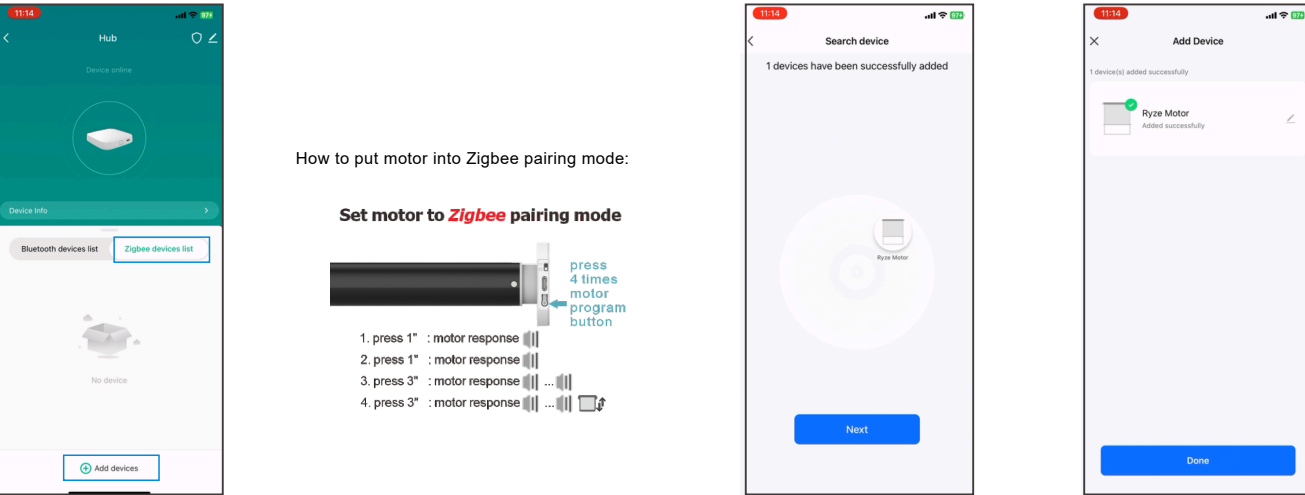 11:14
97+
Hub
Device online
Device Info
Bluetooth devices list
Zigbee devices list
No device
Add devices
How to put motor into Zigbee pairing mode:
Set motor to Zigbee pairing mode
press
4 times
motor
program
button
1. press 1" : motor response
2. press 1" : motor response
3. press 3" : motor response ...
4. press 3" : motor response ...
11:14
97+
Search device
1 devices have been successfully added
Ryze Motor
Next
11:14
97+
Add Device
1 device(s) added successfully
Ryze Motor
Added successfully
Done